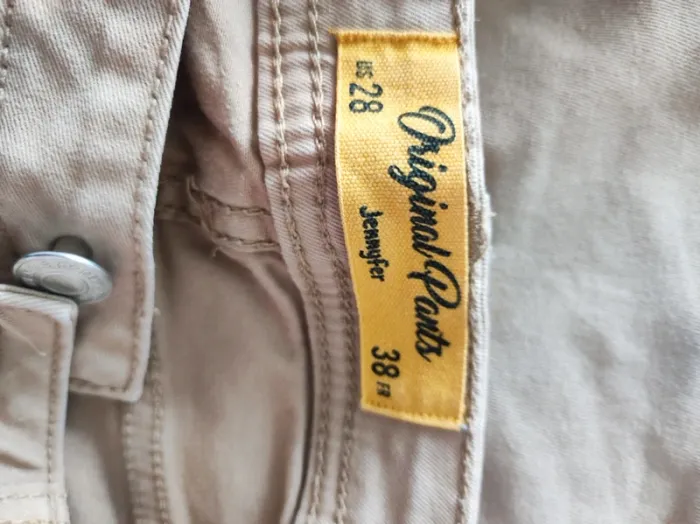 Original Pants
Jennyfer
US 28
38 FR